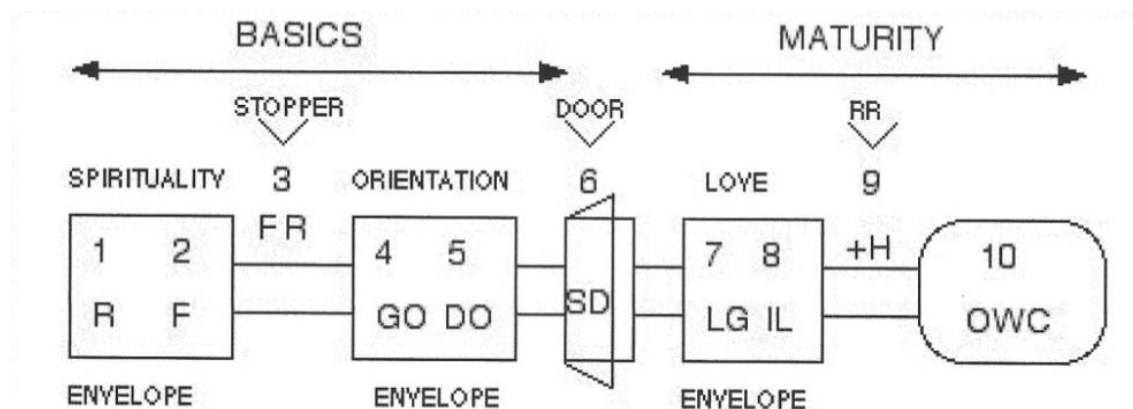 BASICS MATURITY
STOPPER DOOR RR
SPIRITUALITY 3 ORIENTATION 6 LOVE 9
1 2 F R 4 5 7 8 +H 10
R F GO DO SD LG IL OWC
ENVELOPE ENVELOPE ENVELOPE